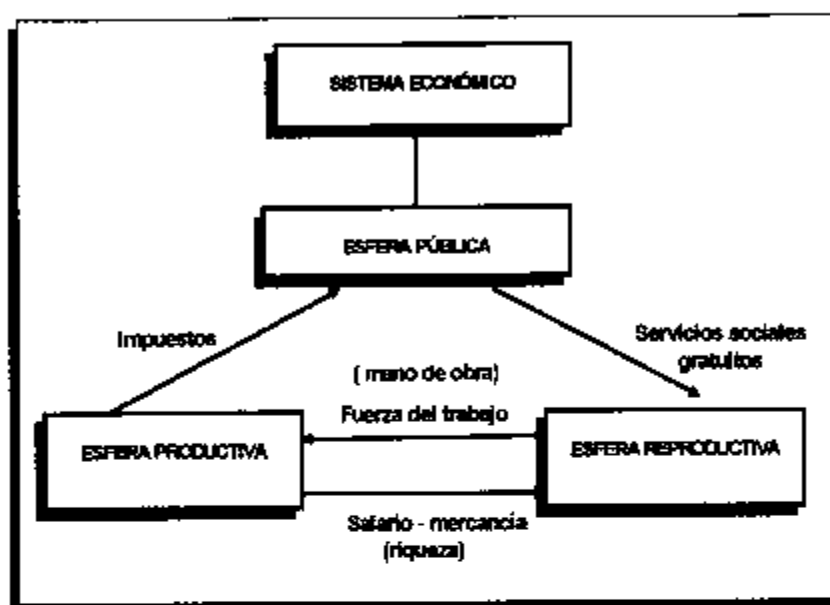 SISTEMA ECONÓMICO
ESFERA PÚBLICA
Impuestos
Servicios sociales
gratuitos
( mano de obra)
Fuerza del trabajo
ESFERA PRODUCTIVA
ESFERA REPRODUCTIVA
Salario - mercancía
(riqueza)